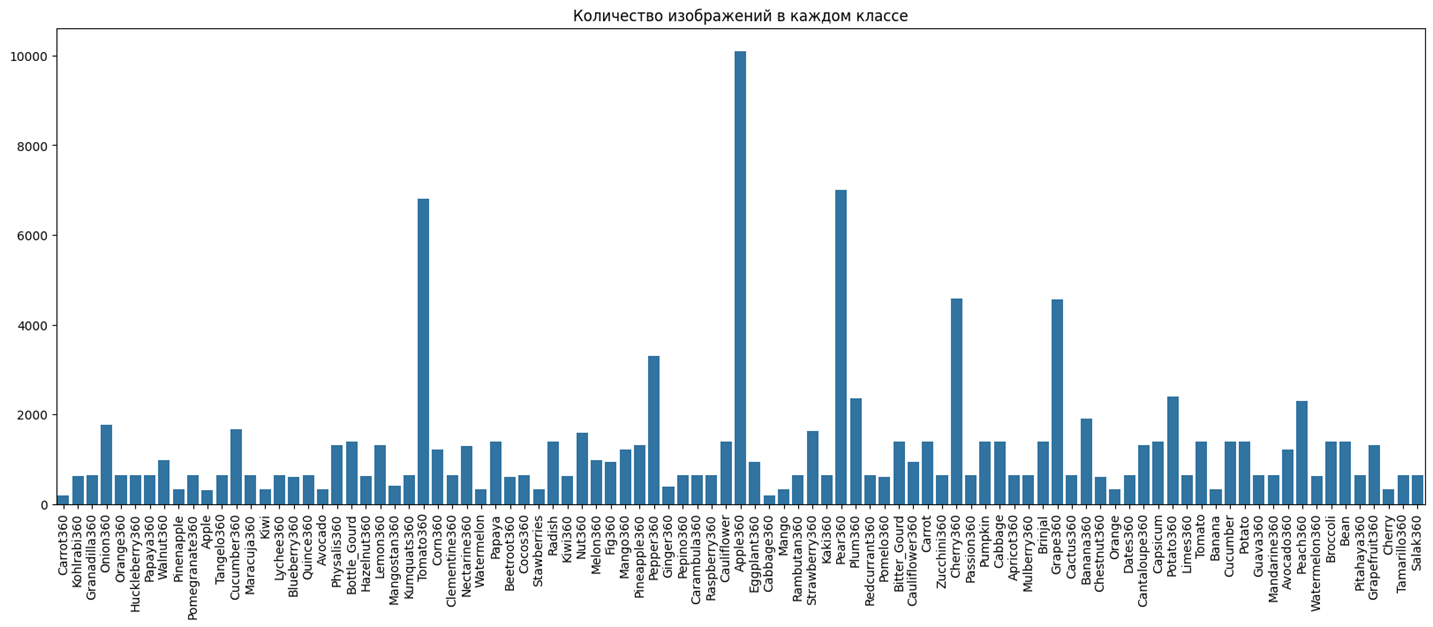 Количество изображений в каждом классе
10000
8000
6000
4000
2000
0
Carrot360
Kohlrabi360
Granadilla360
Onion360
Orange360
Huckleberry360
Papaya360
Walnut360
Pinenapple
Pomegranate360
Apple
Tangelo360
Cucumber360
Maracuja360
Kiwi
Lychee360
Blueberry360
Quince360
Avocado
Physalis360
Bottle_Gourd
Hazelnut360
Lemon360
Mangostan360
Kumquats360
Tomato360
Corn360
Clementine360
Nectarine360
Watermelon
Papaya
Beetroot360
Cocos360
Stawberries
Radish
Kiwi360
Nut360
Melon360
Fig360
Mango360
Pineapple360
Pepper360
Ginger360
Pepino360
Carambula360
Raspberry360
Cauliflower
Apple360
Eggplant360
Cabbage360
Mango
Rambutan360
Strawberry360
Kaki360
Pear360
Plum360
Redcurrant360
Pomelo360
Bitter_Gourd
Cauliflower360
Carrot
Zucchini360
Cherry360
Passion360
Pumpkin
Cabbage
Apricot360
Mulberry360
Brinjal
Grape360
Cactus360
Banana360
Chestnut360
Orange
Dates360
Cantaloupe360
Capsicum
Potato360
Limes360
Tomato
Banana
Cucumber
Potato
Guava360
Mandarine360
Avocado360
Peach360
Watermelon360
Broccoli
Bean
Pitahaya360
Grapefruit360
Cherry
Tamarillo360
Salak360